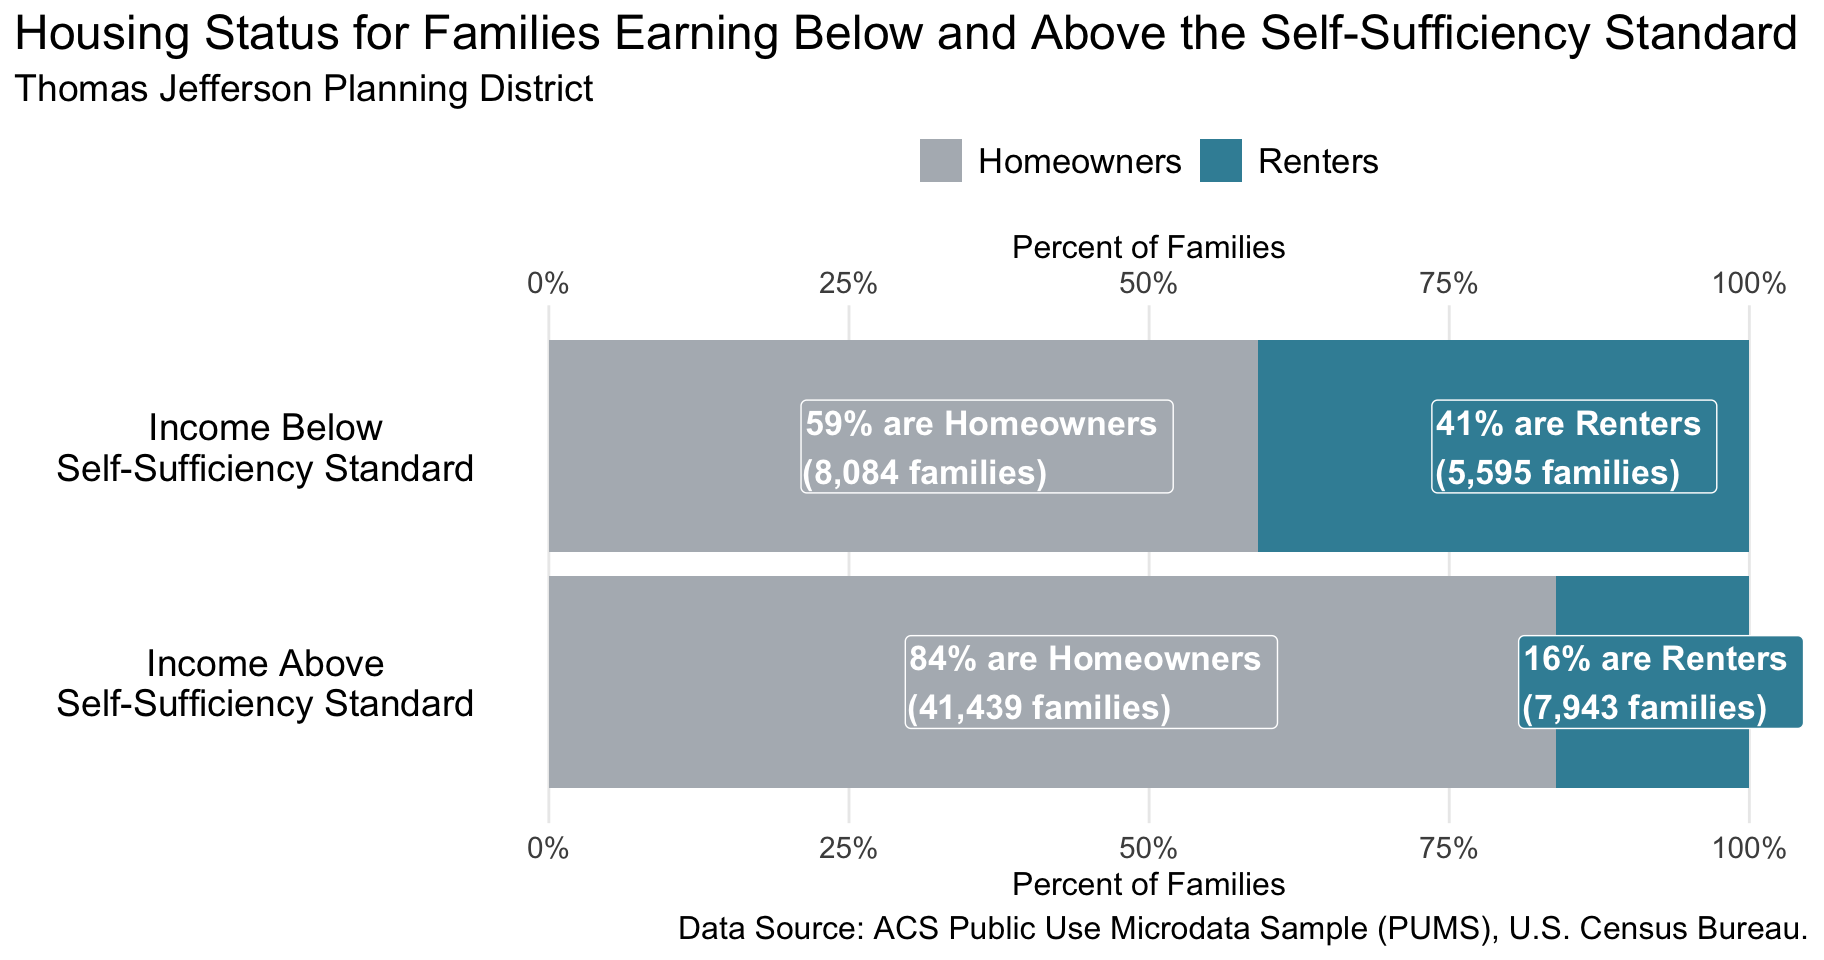 Housing Status for Families Earning Below and Above the Self-Sufficiency Standard
Thomas Jefferson Planning District
Homeowners Renters
Percent of Families
0% 25% 50% 75% 100%
Income Below
Self-Sufficiency Standard
59% are Homeowners
(8,084 families)
41% are Renters
(5,595 families)
Income Above
Self-Sufficiency Standard
84% are Homeowners
(41,439 families)
16% are Renters
(7,943 families)
0% 25% 50% 75% 100%
Percent of Families
Data Source: ACS Public Use Microdata Sample (PUMS), U.S. Census Bureau.